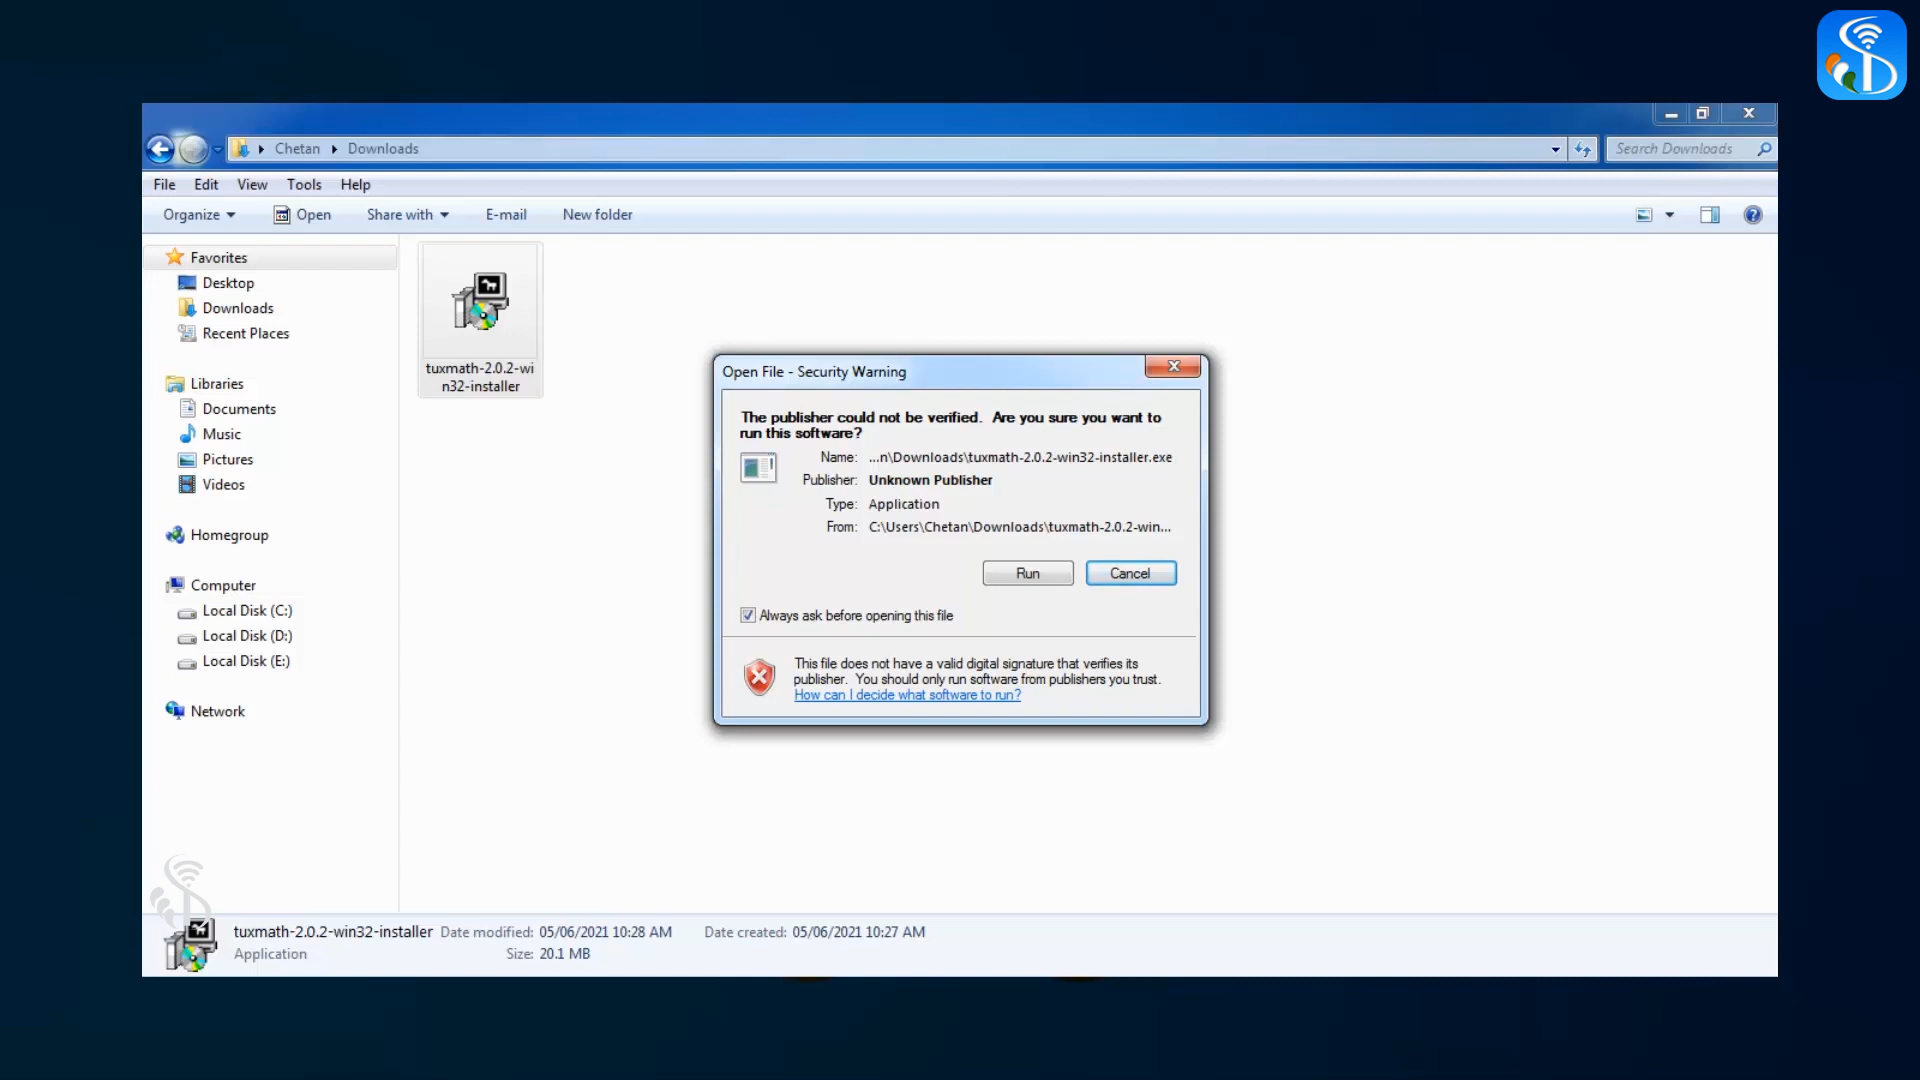 Chetan Downloads
Search Downloads
File Edit View Tools Help
Organize Open Share with E-mail New folder
Favorites
Desktop
Downloads
Recent Places
Libraries
Documents
Music
Pictures
Videos
Homegroup
Computer
Local Disk (C:)
Local Disk (D:)
Local Disk (E:)
Network
tuxmath-2.0.2-wi
n32-installer
Open File - Security Warning
The publisher could not be verified. Are you sure you want to
run this software?
Name: ...n\Downloads\tuxmath-2.0.2-win32-installer.exe
Publisher: Unknown Publisher
Type: Application
From: C:\Users\Chetan\Downloads\tuxmath-2.0.2-win...
Run Cancel
Always ask before opening this file
This file does not have a valid digital signature that verifies its
publisher. You should only run software from publishers you trust.
How can I decide what software to run?
tuxmath-2.0.2-win32-installer Date modified: 05/06/2021 10:28 AM Date created: 05/06/2021 10:27 AM
Application Size: 20.1 MB